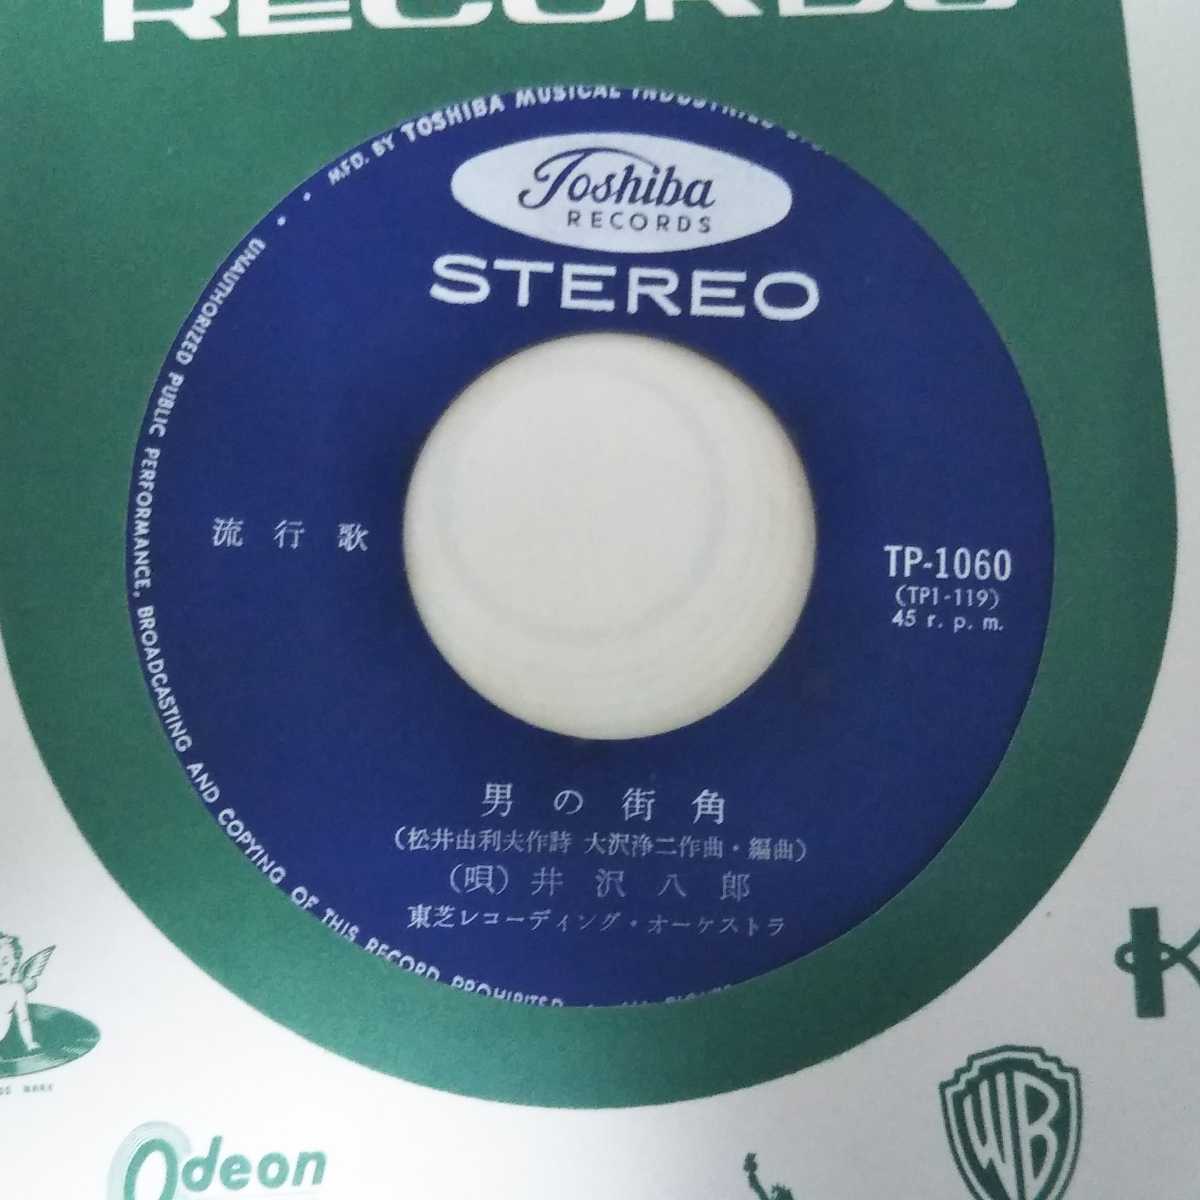 RECORDS
MFD. BY TOSHIBA MUSICAL INDUSTRIES
Toshiba
RECORDS
STEREO
流行歌
TP-1060
(TP1-119)
45 r. p. m.
男の街角
(松井由利夫作詩 大沢浄二作曲・編曲)
(唄) 井沢八郎
東芝レコーディング・オーケストラ
UNAUTHORIZED PUBLIC PERFORMANCE, BROADCASTING AND COPYING OF THIS RECORD PROHIBITED
Odeon
WB
K